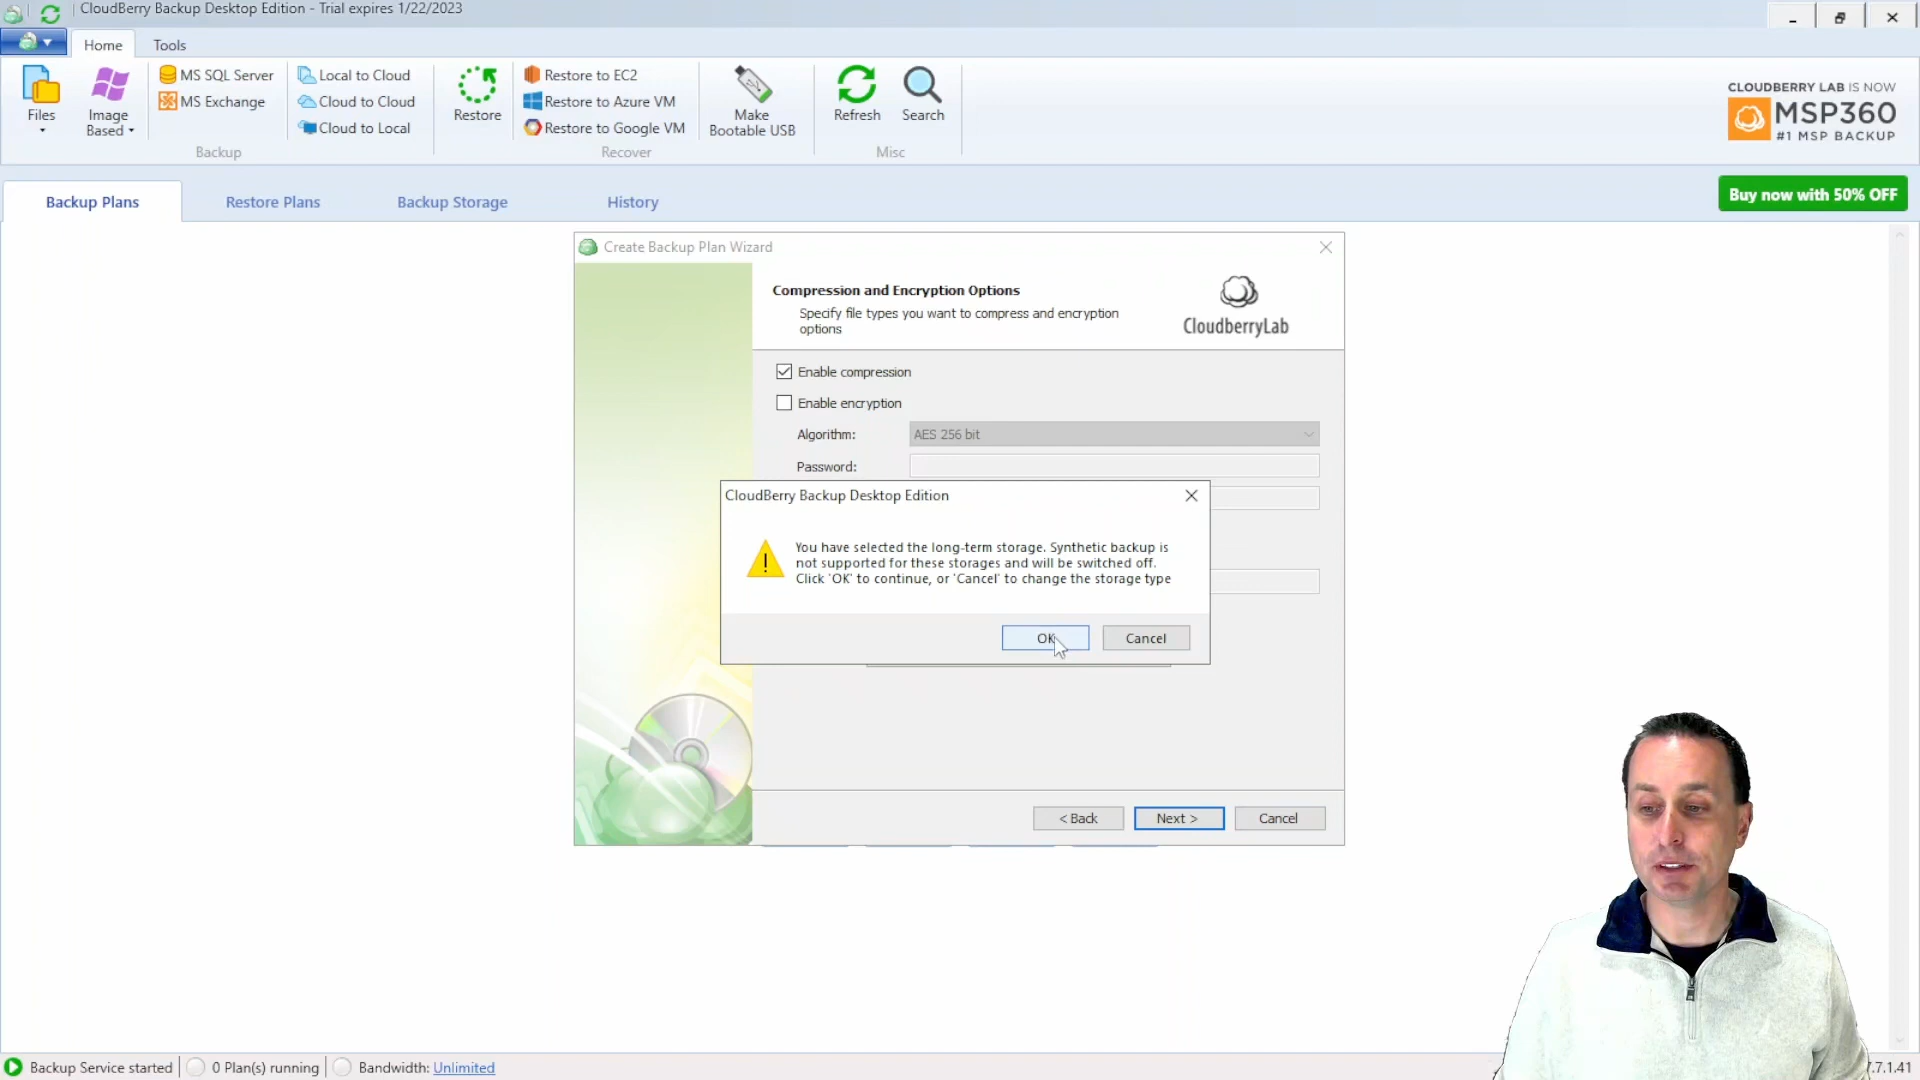 CloudBerry Backup Desktop Edition - Trial expires 1/22/2023
Home
Tools
Files
Image
Based
MS SQL Server
MS Exchange
Backup
Local to Cloud
Cloud to Cloud
Cloud to Local
Restore
Restore to EC2
Restore to Azure VM
Restore to Google VM
Recover
Make
Bootable USB
Refresh
Search
Misc
CLOUDBERRY LAB IS NOW
MSP360
#1 MSP BACKUP
Backup Plans
Restore Plans
Backup Storage
History
Buy now with 50% OFF
Create Backup Plan Wizard
Compression and Encryption Options
Specify file types you want to compress and encryption
options
CloudberryLab
Enable compression
Enable encryption
Algorithm:
AES 256 bit
Password:
CloudBerry Backup Desktop Edition
You have selected the long-term storage. Synthetic backup is
not supported for these storages and will be switched off.
Click 'OK' to continue, or 'Cancel' to change the storage type
OK
Cancel
< Back
Next >
Cancel
Backup Service started
0 Plan(s) running
Bandwidth: Unlimited
7.7.1.41